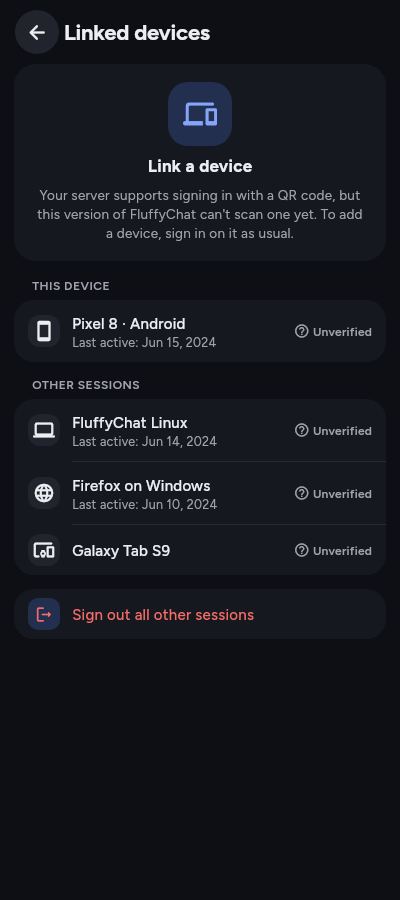 Linked devices
Link a device
Your server supports signing in with a QR code, but
this version of FluffyChat can't scan one yet. To add
a device, sign in on it as usual.
THIS DEVICE
Pixel 8 · Android
Last active: Jun 15, 2024
Unverified
OTHER SESSIONS
FluffyChat Linux
Last active: Jun 14, 2024
Unverified
Firefox on Windows
Last active: Jun 10, 2024
Unverified
Galaxy Tab S9
Unverified
Sign out all other sessions